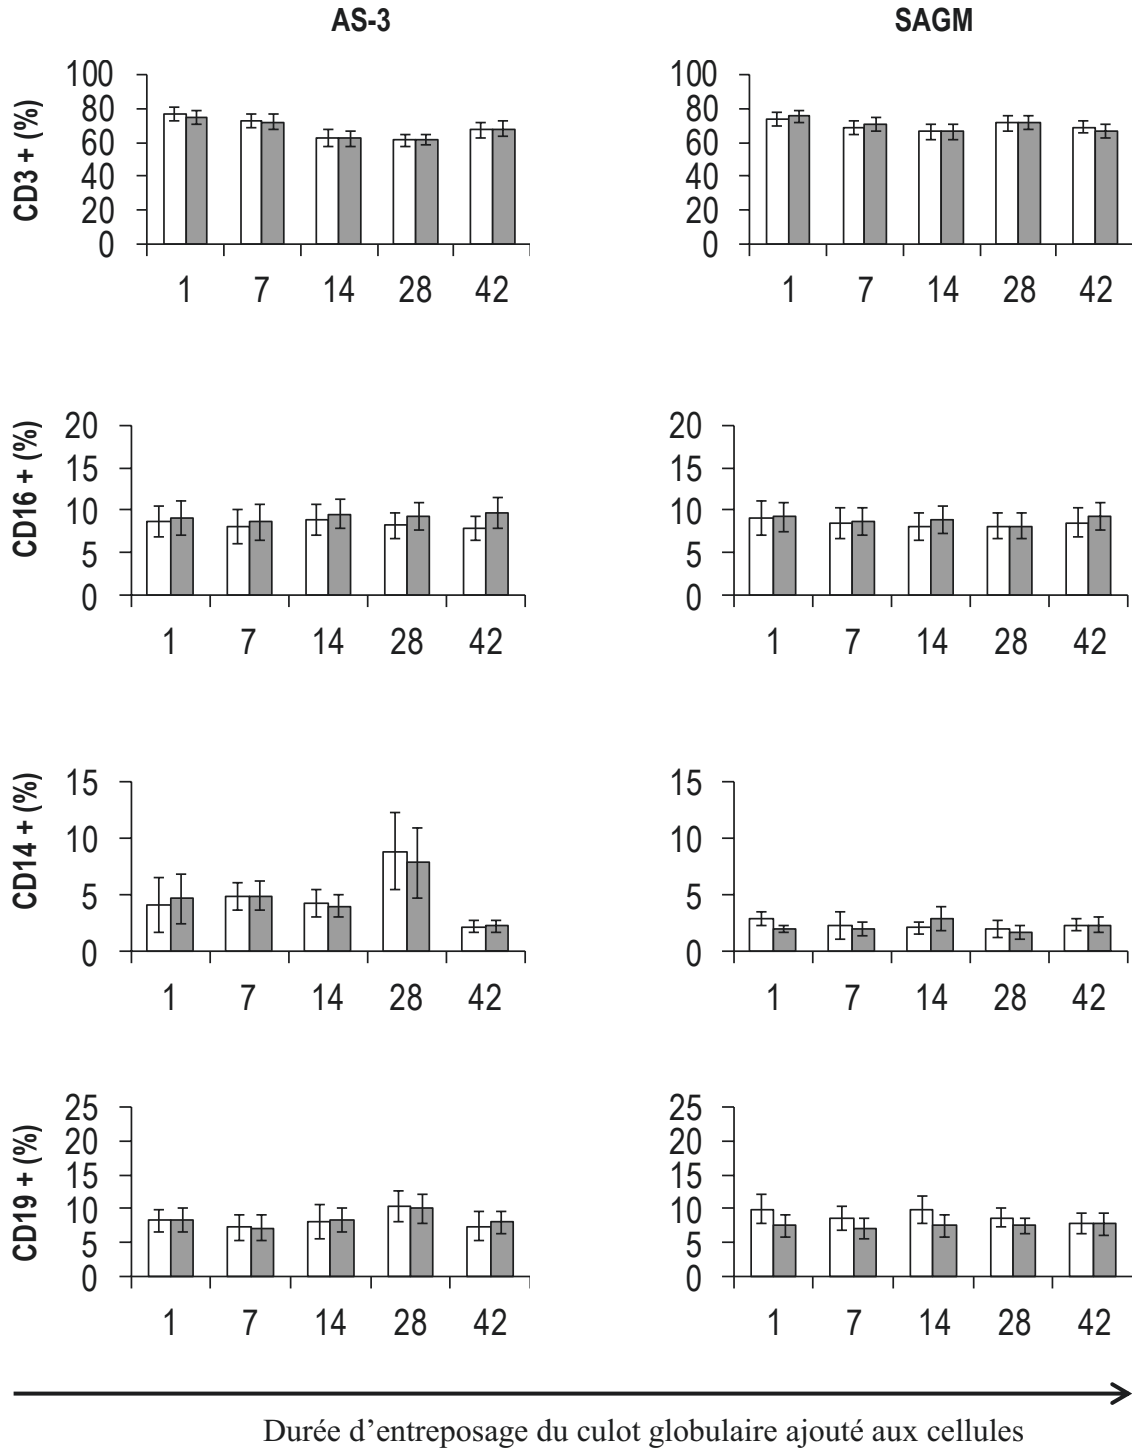 AS-3 SAGM
CD3 + (%)
100 100
80 80
60 60
40 40
20 20
0 0
1 7 14 28 42 1 7 14 28 42
CD16 + (%)
20 20
15 15
10 10
5 5
0 0
1 7 14 28 42 1 7 14 28 42
CD14 + (%)
15 15
10 10
5 5
0 0
1 7 14 28 42 1 7 14 28 42
CD19 + (%)
25 25
20 20
15 15
10 10
5 5
0 0
1 7 14 28 42 1 7 14 28 42
Durée d’entreposage du culot globulaire ajouté aux cellules